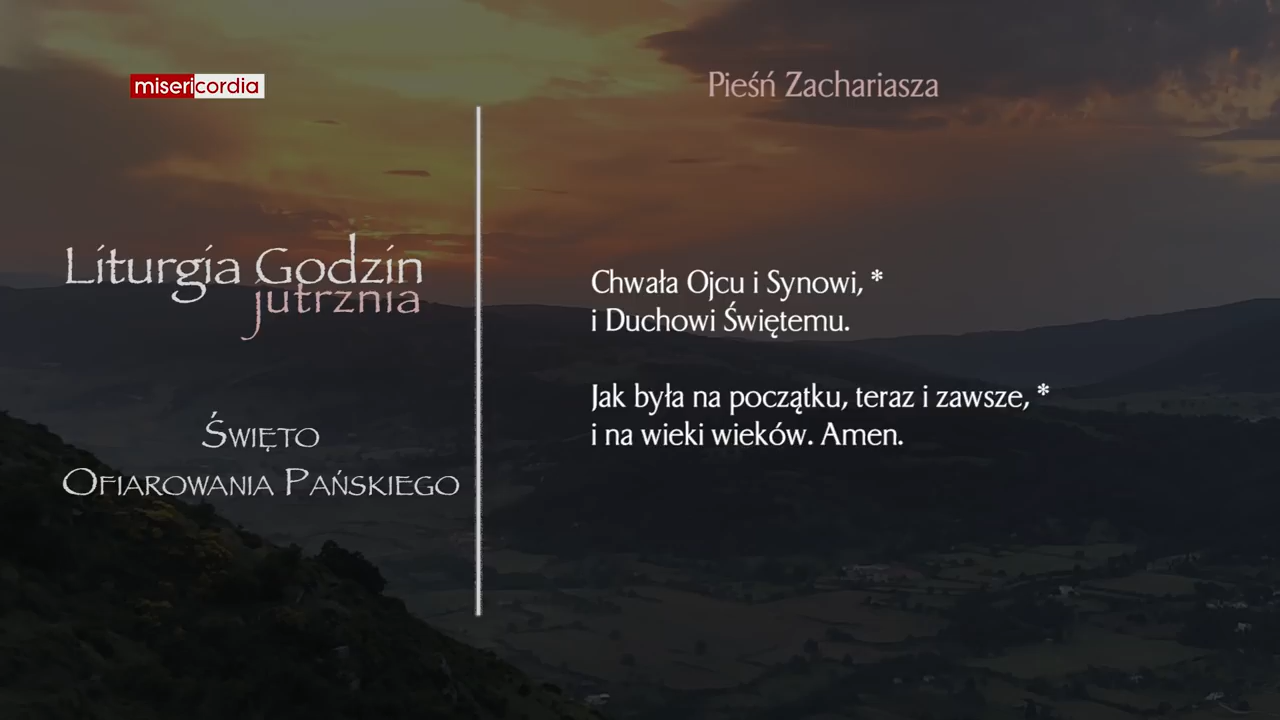 misericordia
Pieśń Zachariasza
Liturgia Godzin
jutrznia
Święto
Ofiarowania Pańskiego
Chwała Ojcu i Synowi, *
i Duchowi Świętemu.
Jak była na początku, teraz i zawsze, *
i na wieki wieków. Amen.